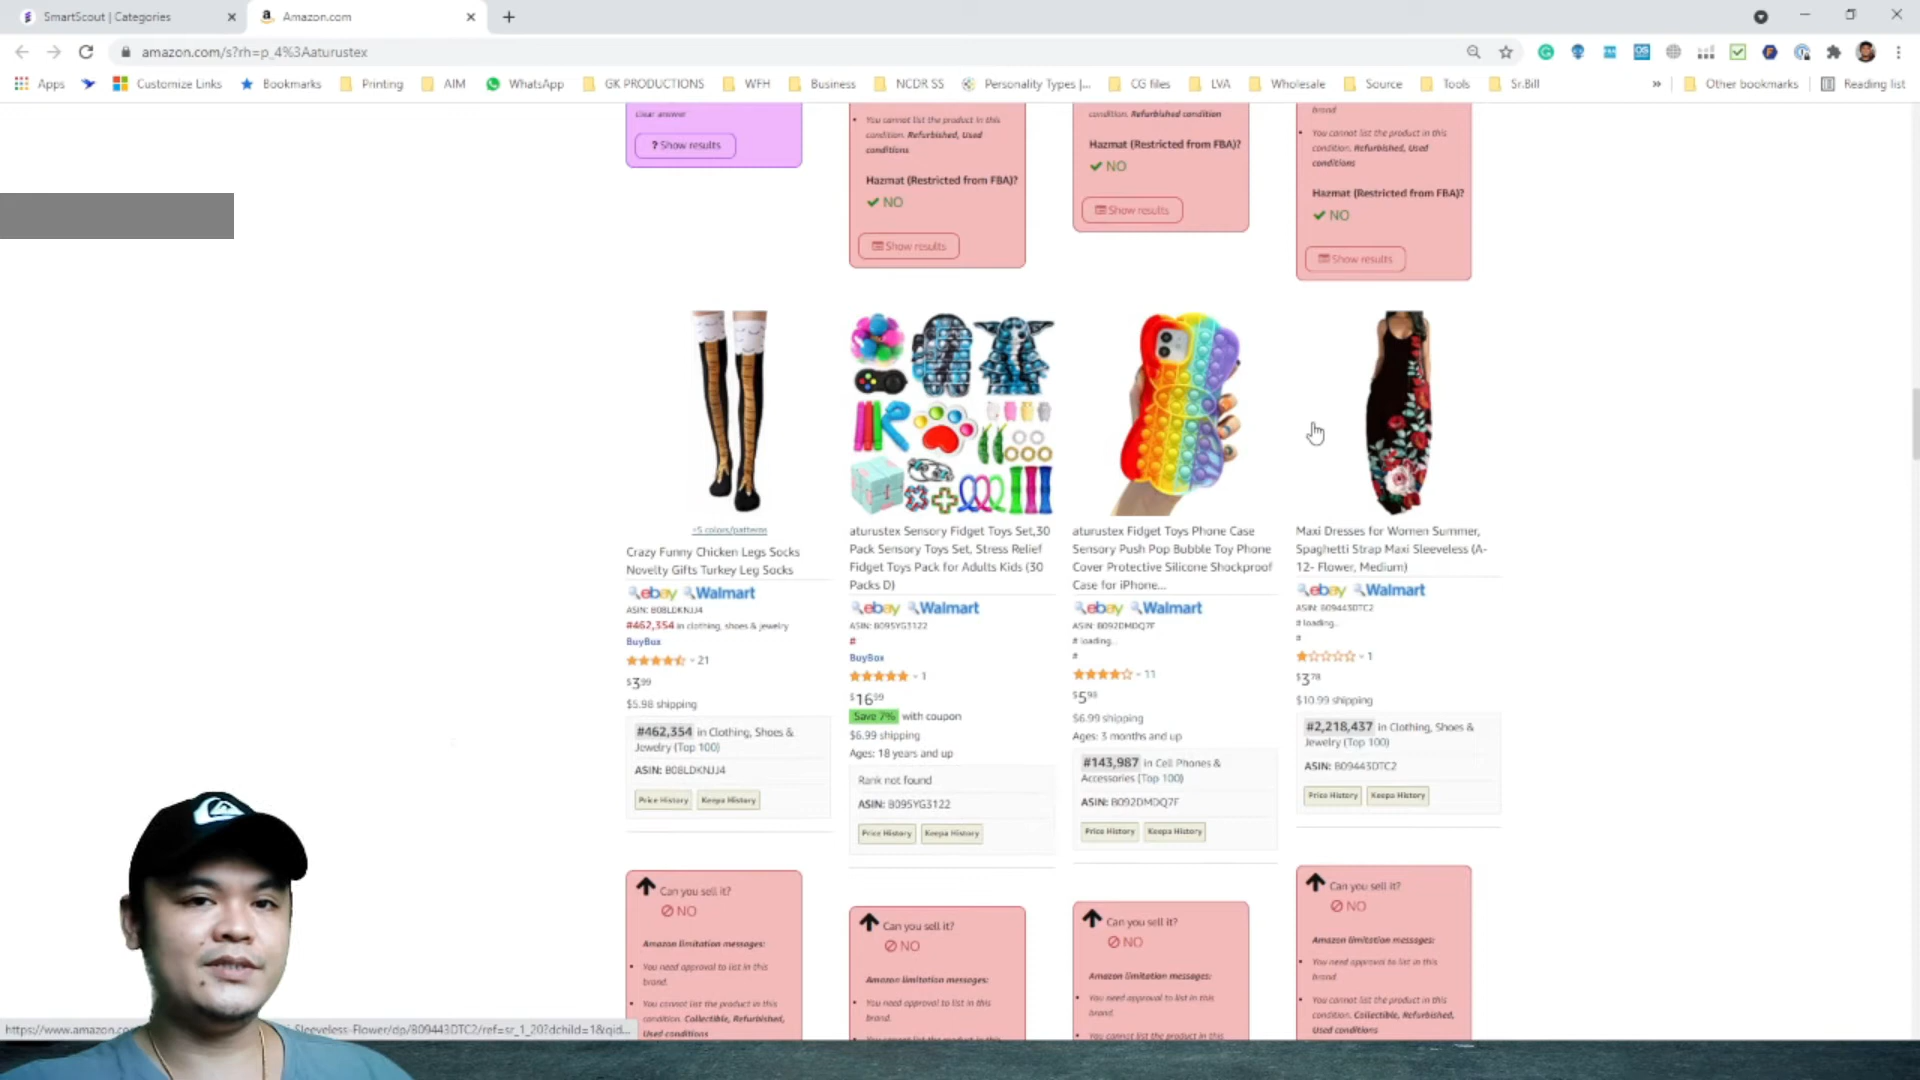 SmartScout | Categories
Amazon.com
amazon.com/s?rh=p_4%3Aaturustex
Apps
Customize Links
Bookmarks
Printing
AIM
WhatsApp
GK PRODUCTIONS
WFH
Business
NCDR SS
Personality Types |...
CG files
LVA
Wholesale
Source
Tools
Sr.Bill
»
Other bookmarks
Reading list
clear answer
? Show results
• You cannot list the product in this
condition. Refurbished, Used
conditions
Hazmat (Restricted from FBA)?
✔ NO
Show results
condition. Refurbished condition
Hazmat (Restricted from FBA)?
✔ NO
Show results
brand
• You cannot list the product in this
condition. Refurbished, Used
conditions
Hazmat (Restricted from FBA)?
✔ NO
Show results
+5 colors/patterns
Crazy Funny Chicken Legs Socks
Novelty Gifts Turkey Leg Socks
ebay Walmart
ASIN: B08LDKNJJ4
#462,354 in clothing, shoes & jewelry
BuyBox
21
$3.99
$5.98 shipping
#462,354 in Clothing, Shoes &
Jewelry (Top 100)
ASIN: B08LDKNJJ4
Price History
Keepa History
aturustex Sensory Fidget Toys Set,30
Pack Sensory Toys Set, Stress Relief
Fidget Toys Pack for Adults Kids (30
Packs D)
ebay Walmart
ASIN: B095YG3122
#
BuyBox
1
$16.99
Save 7% with coupon
$6.99 shipping
Ages: 18 years and up
Rank not found
ASIN: B095YG3122
Price History
Keepa History
aturustex Fidget Toys Phone Case
Sensory Push Pop Bubble Toy Phone
Cover Protective Silicone Shockproof
Case for iPhone...
ebay Walmart
ASIN: B092DMDQ7F
# loading...
#
11
$5.98
$6.99 shipping
Ages: 3 months and up
#143,987 in Cell Phones &
Accessories (Top 100)
ASIN: B092DMDQ7F
Price History
Keepa History
Maxi Dresses for Women Summer,
Spaghetti Strap Maxi Sleeveless (A-
12- Flower, Medium)
ebay Walmart
ASIN: B09443DTC2
# loading...
#
1
$3.78
$10.99 shipping
#2,218,437 in Clothing, Shoes &
Jewelry (Top 100)
ASIN: B09443DTC2
Price History
Keepa History
Can you sell it?
NO
Amazon limitation messages:
• You need approval to list in this
brand.
• You cannot list the product in this
condition. Collectible, Refurbished,
Used conditions
Can you sell it?
NO
Amazon limitation messages:
• You need approval to list in this
brand.
Can you sell it?
NO
Amazon limitation messages:
• You need approval to list in this
brand.
• You cannot list the product in this
Can you sell it?
NO
Amazon limitation messages:
• You need approval to list in this
brand
• You cannot list the product in this
condition. Collectible, Refurbished,
Used conditions
https://www.amazon.co
Sleeveless-Flower/dp/B09443DTC2/ref=sr_1_20?dchild=1&qid...